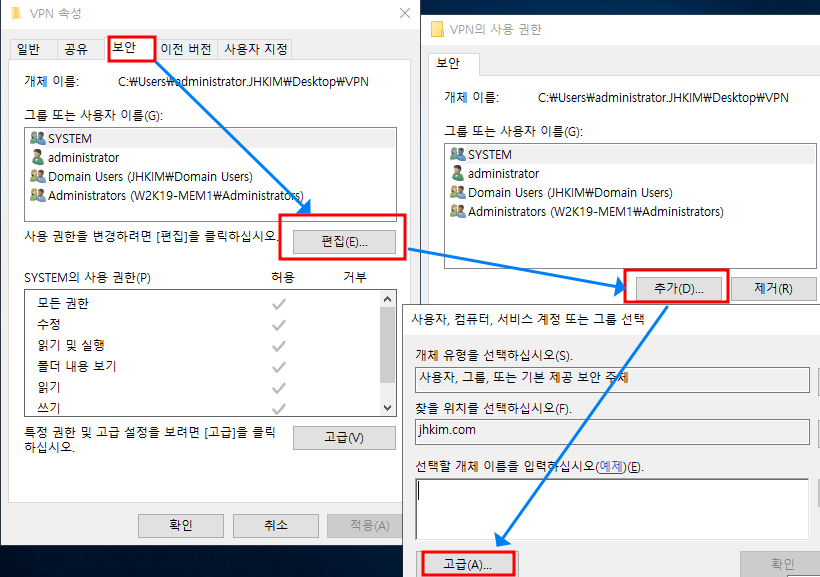 VPN 속성
일반 공유 보안 이전 버전 사용자 지정
개체 이름: C:₩Users₩administrator.JHKIM₩Desktop₩VPN
그룹 또는 사용자 이름(G):
SYSTEM
administrator
Domain Users (JHKIM₩Domain Users)
Administrators (W2K19-MEM1₩Administrators)
사용 권한을 변경하려면 [편집]을 클릭하십시오.
편집(E)...
SYSTEM의 사용 권한(P) 허용 거부
모든 권한
수정
읽기 및 실행
폴더 내용 보기
읽기
쓰기
특정 권한 및 고급 설정을 보려면 [고급]을 클릭
하십시오.
고급(V)
확인 취소 적용(A)
VPN의 사용 권한
보안
개체 이름: C:₩Users₩administrator.JHKIM₩Desktop₩VPN
그룹 또는 사용자 이름(G):
SYSTEM
administrator
Domain Users (JHKIM₩Domain Users)
Administrators (W2K19-MEM1₩Administrators)
추가(D)... 제거(R)
사용자, 컴퓨터, 서비스 계정 또는 그룹 선택
개체 유형을 선택하십시오(S).
사용자, 그룹, 또는 기본 제공 보안 주체
찾을 위치를 선택하십시오(F).
jhkim.com
선택할 개체 이름을 입력하십시오(예제)(E).
고급(A)...
확인